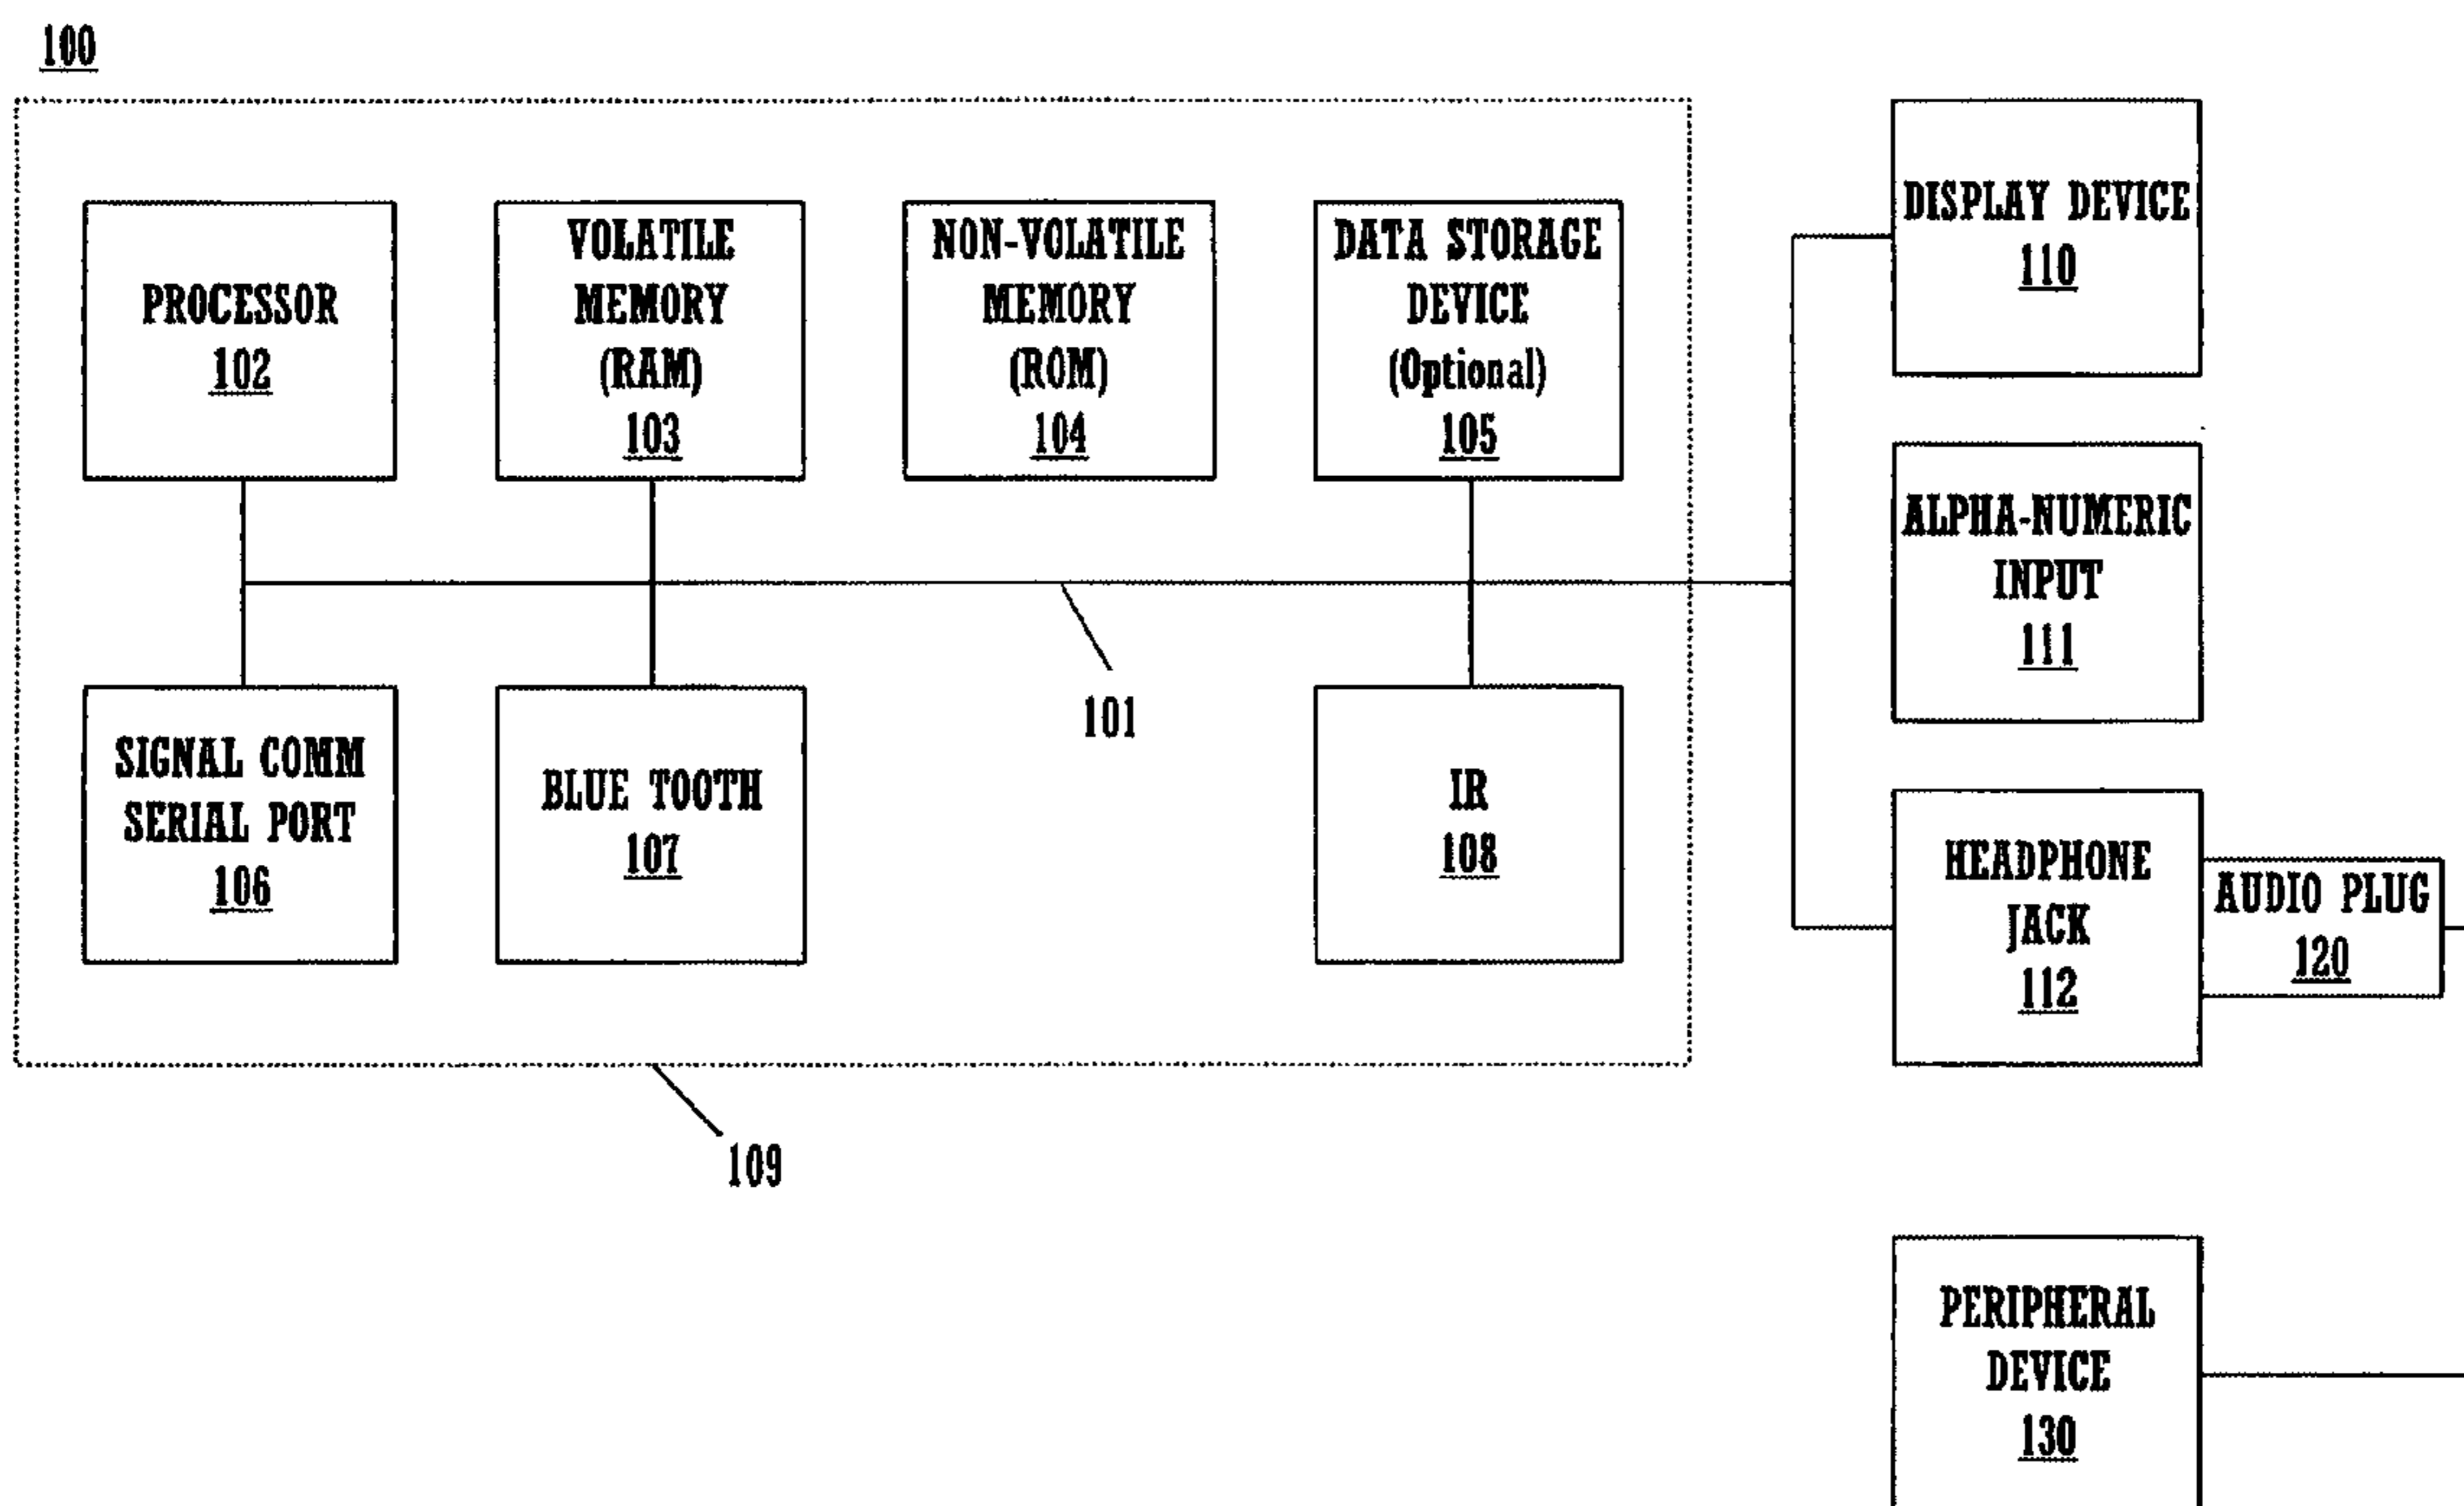 100
PROCESSOR
102
VOLATILE
MEMORY
(RAM)
103
NON-VOLATILE
MEMORY
(ROM)
104
DATA STORAGE
DEVICE
(Optional)
105
DISPLAY DEVICE
110
ALPHA-NUMERIC
INPUT
111
101
SIGNAL COMM
SERIAL PORT
106
BLUE TOOTH
107
IR
108
HEADPHONE
JACK
112
AUDIO PLUG
120
109
PERIPHERAL
DEVICE
130